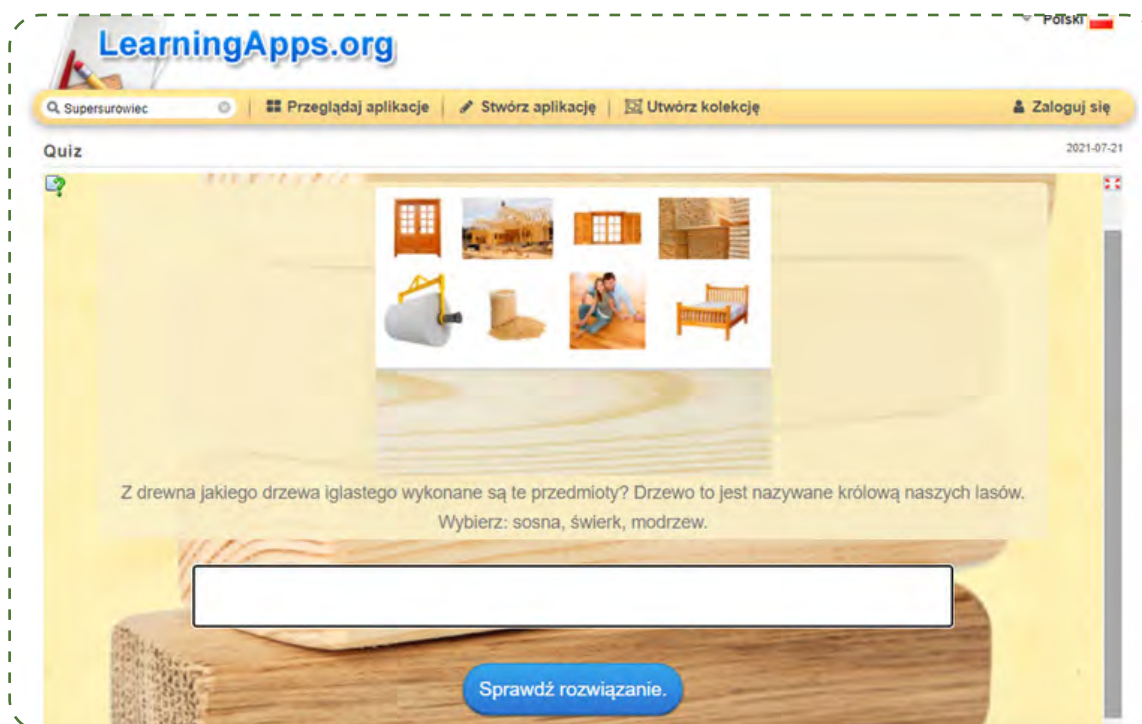 Polski
LearningApps.org
Supersurowiec
Przeglądaj aplikacje
Stwórz aplikację
Utwórz kolekcję
Zaloguj się
Quiz
2021-07-21
Z drewna jakiego drzewa iglastego wykonane są te przedmioty? Drzewo to jest nazywane królową naszych lasów.
Wybierz: sosna, świerk, modrzew.
Sprawdź rozwiązanie.